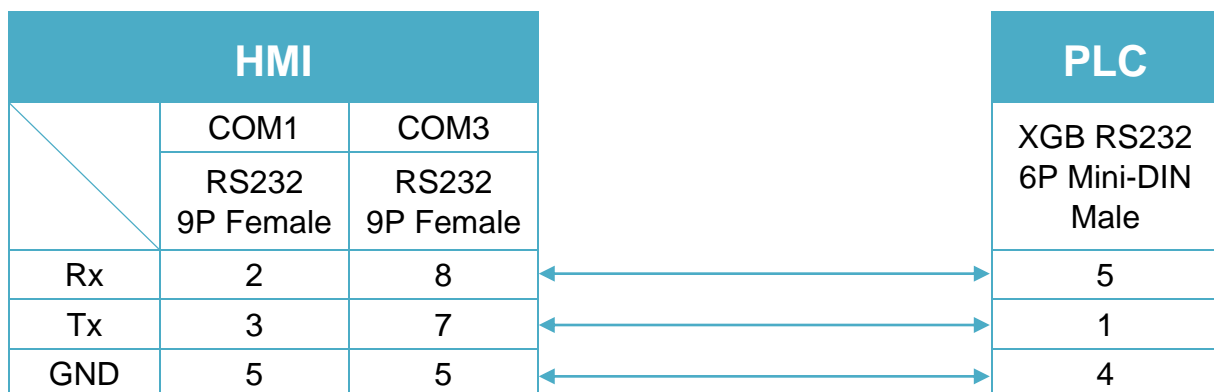 HMI PLC
COM1 COM3 XGB RS232
6P Mini-DIN
Male
RS232
9P Female RS232
9P Female
Rx 2 8 5
Tx 3 7 1
GND 5 5 4